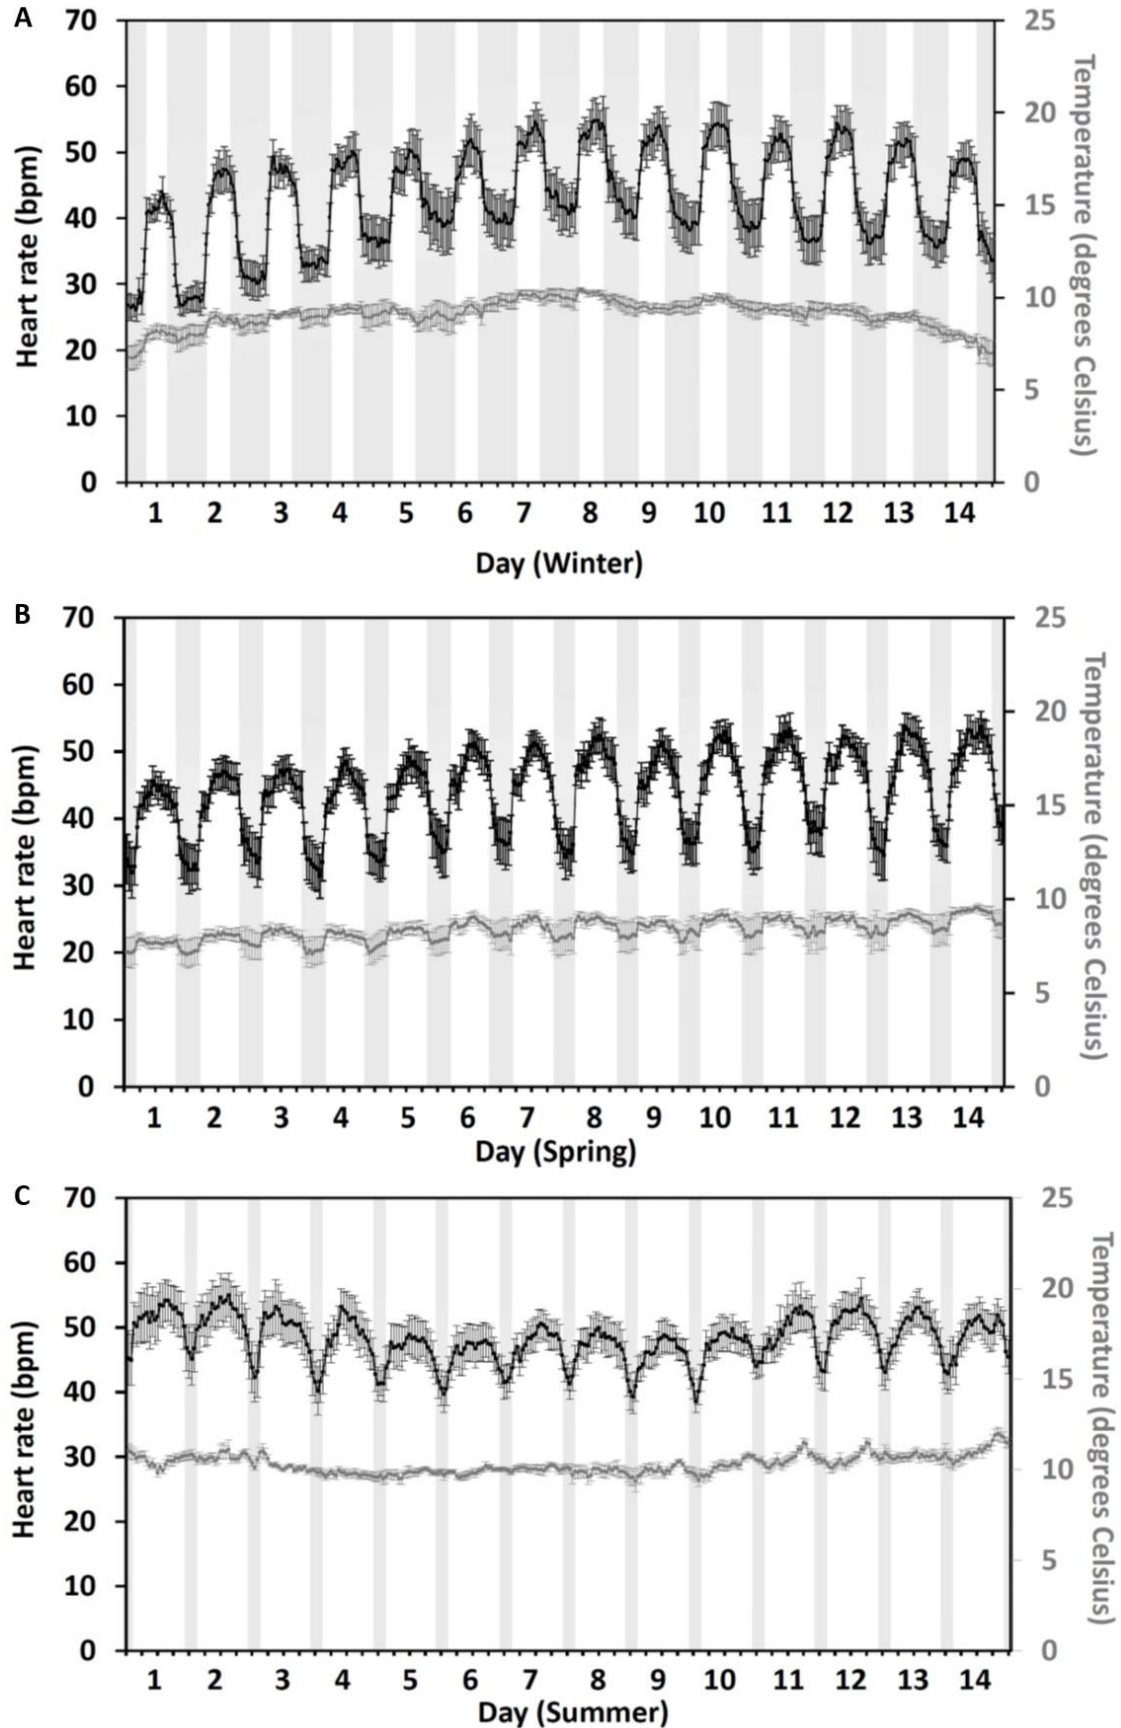 A
70
60
50
40
30
20
10
0
Heart rate (bpm)
25
20
15
10
5
0
Temperature (degrees Celsius)
1 2 3 4 5 6 7 8 9 10 11 12 13 14
Day (Winter)
B
70
60
50
40
30
20
10
0
Heart rate (bpm)
25
20
15
10
5
0
Temperature (degrees Celsius)
1 2 3 4 5 6 7 8 9 10 11 12 13 14
Day (Spring)
C
70
60
50
40
30
20
10
0
Heart rate (bpm)
25
20
15
10
5
0
Temperature (degrees Celsius)
1 2 3 4 5 6 7 8 9 10 11 12 13 14
Day (Summer)